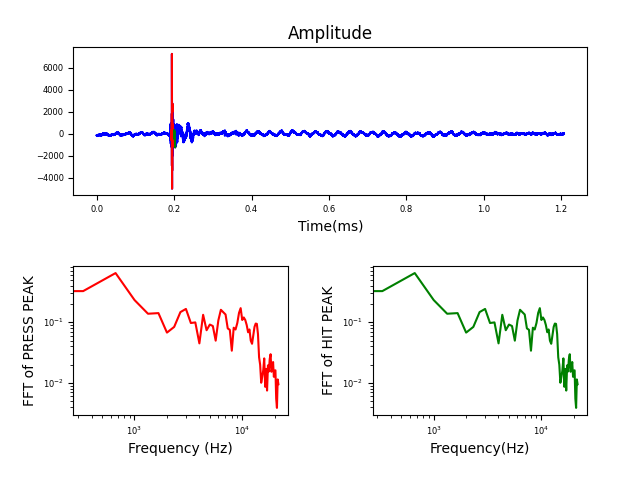 Amplitude
6000
4000
2000
0
−2000
−4000
0.0 0.2 0.4 0.6 0.8 1.0 1.2
Time(ms)
FFT of PRESS PEAK
10⁻¹
10⁻²
10³ 10⁴
Frequency (Hz)
FFT of HIT PEAK
10⁻¹
10⁻²
10³ 10⁴
Frequency(Hz)